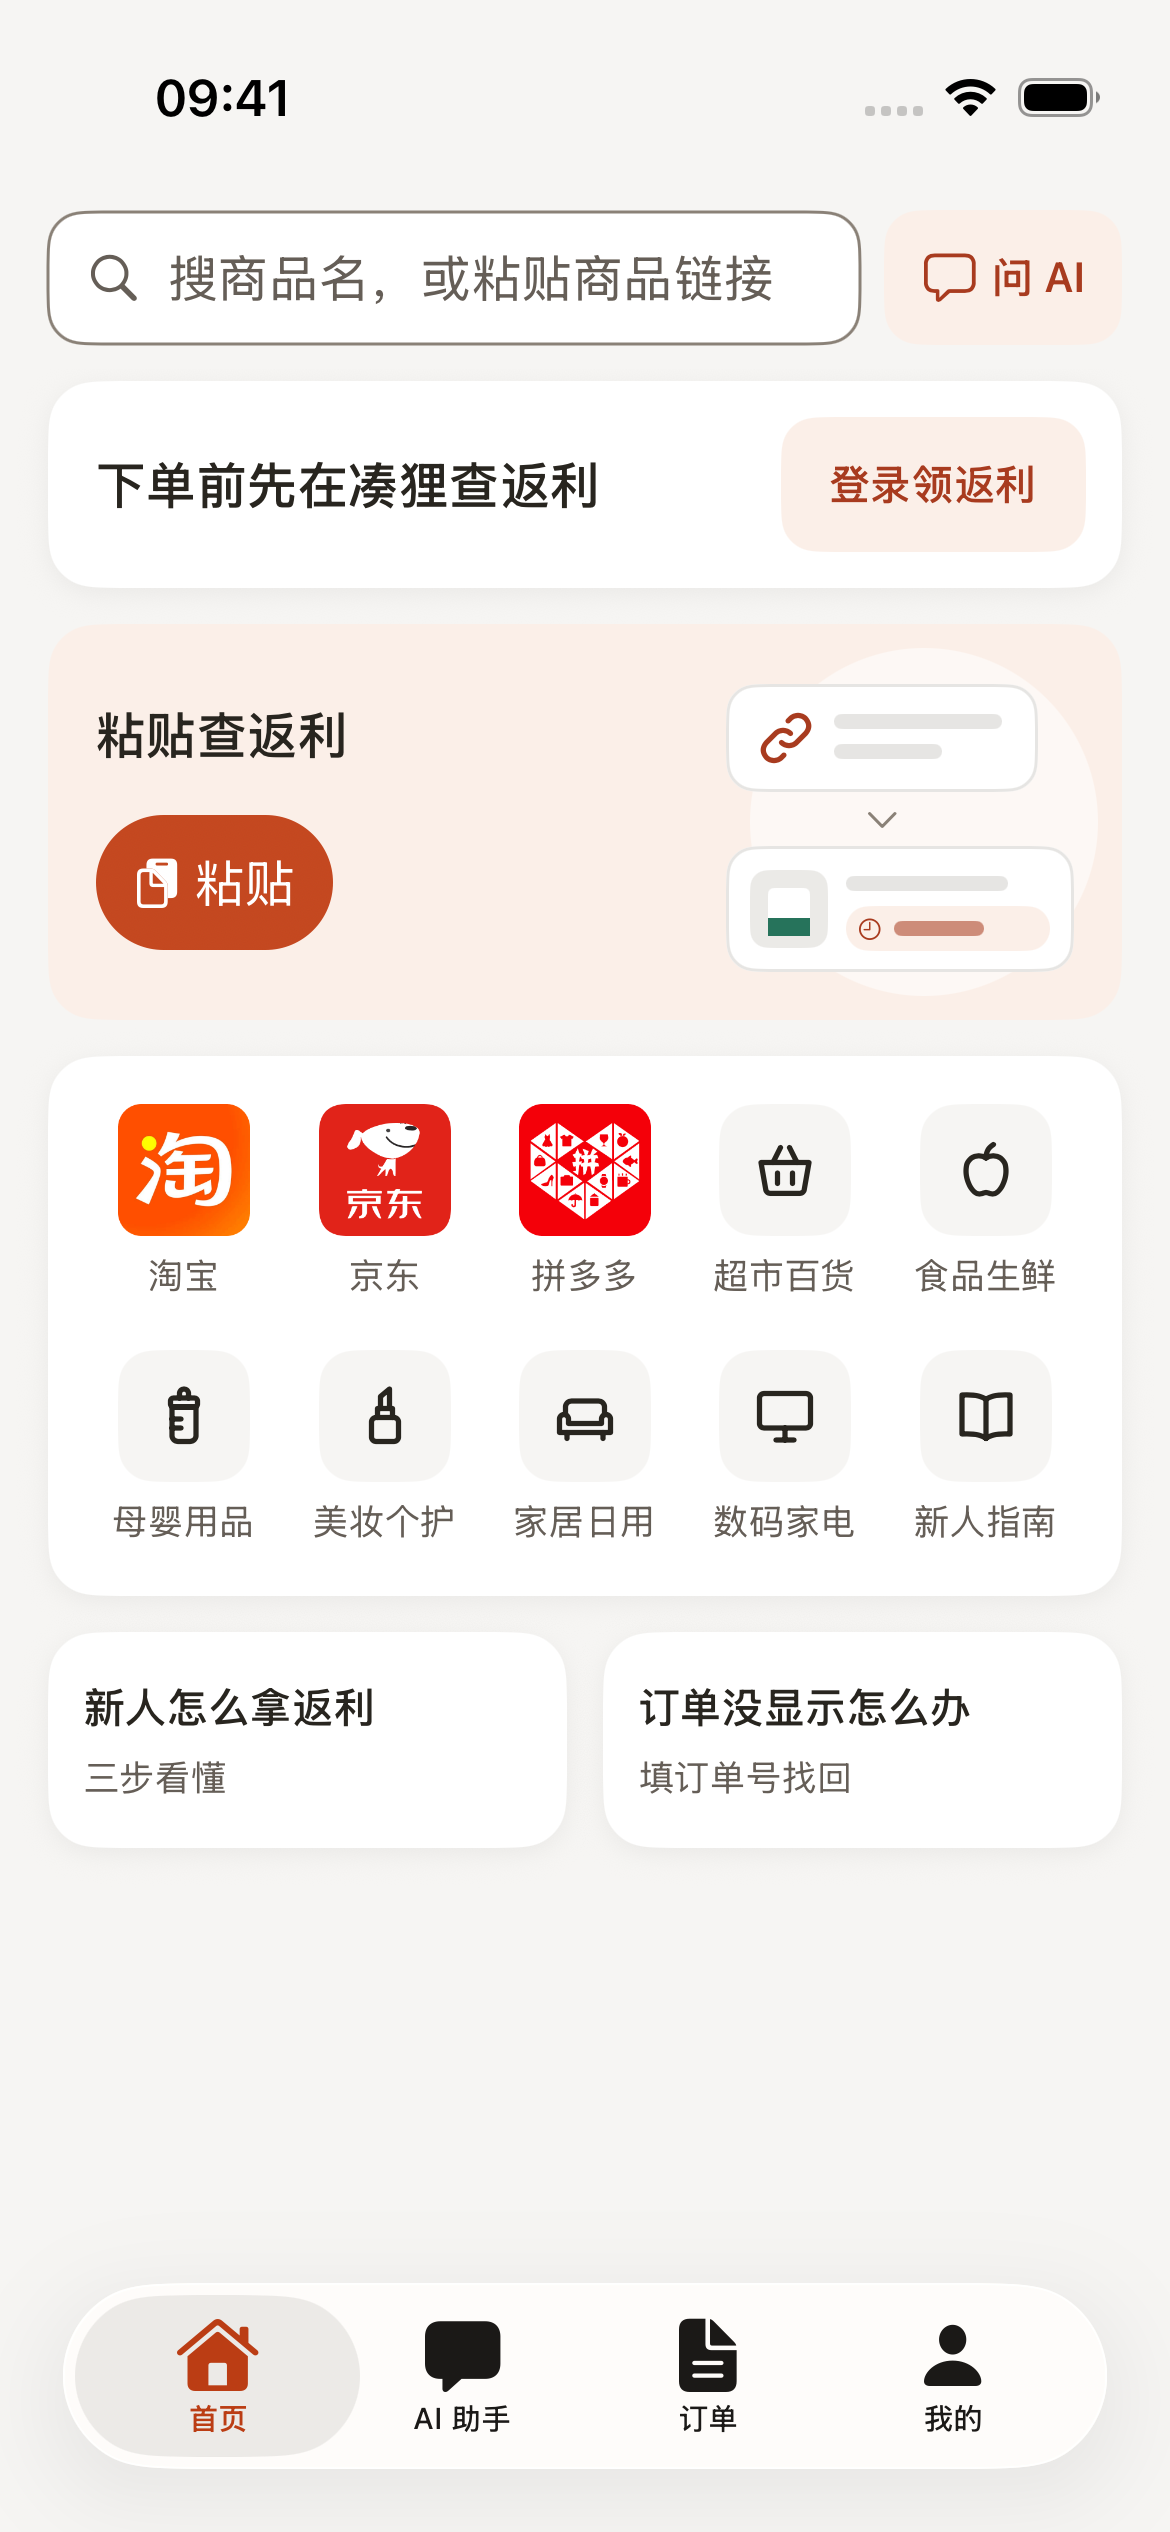 09:41
搜商品名，或粘贴商品链接
问 AI
下单前先在凑狸查返利
登录领返利
粘贴查返利
粘贴
淘
京东
拼
淘宝
京东
拼多多
超市百货
食品生鲜
母婴用品
美妆个护
家居日用
数码家电
新人指南
新人怎么拿返利
三步看懂
订单没显示怎么办
填订单号找回
首页
AI 助手
订单
我的